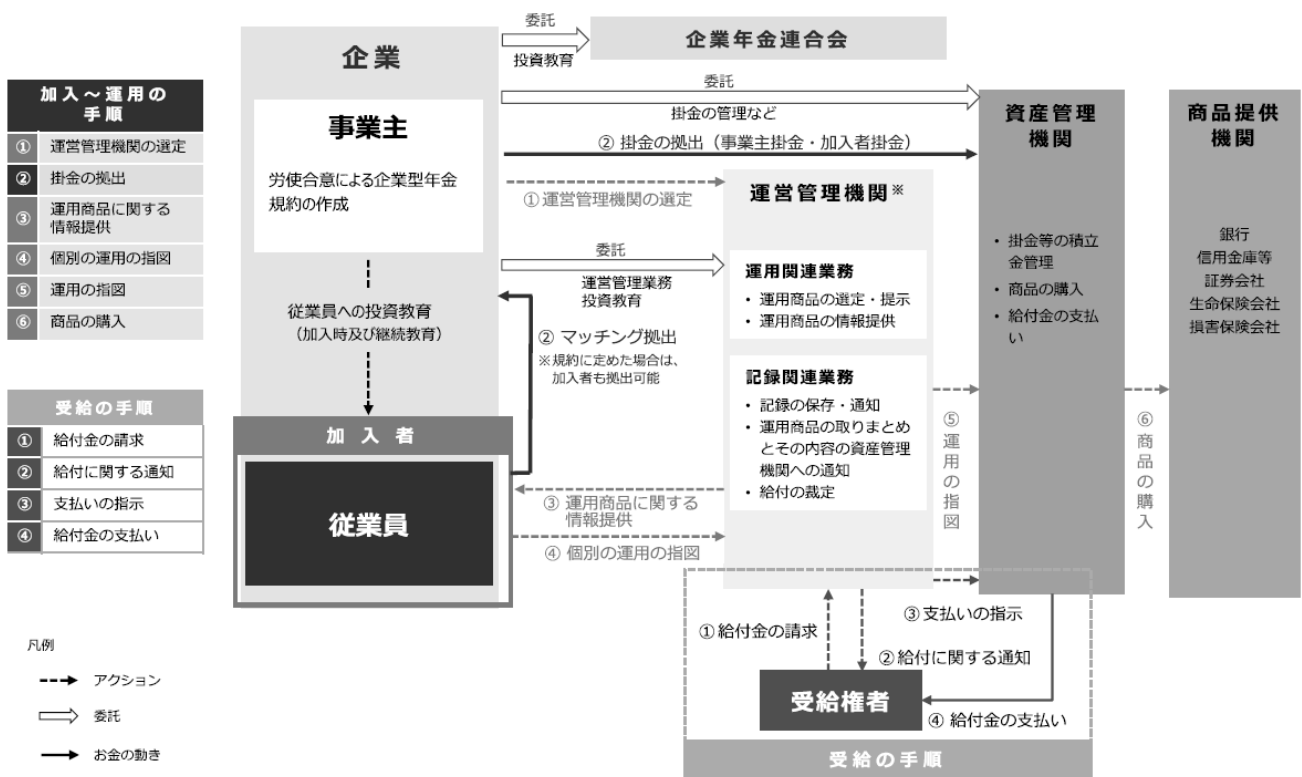 加入～運用の
手順
① 運営管理機関の選定
② 掛金の拠出
③ 運用商品に関する
情報提供
④ 個別の運用の指図
⑤ 運用の指図
⑥ 商品の購入
受給の手順
① 給付金の請求
② 給付に関する通知
③ 支払いの指示
④ 給付金の支払い
凡例
アクション
委託
お金の動き
企業
事業主
労使合意による企業型年金
規約の作成
従業員への投資教育
（加入時及び継続教育）
加入者
従業員
委託
投資教育
企業年金連合会
委託
掛金の管理など
② 掛金の拠出（事業主掛金・加入者掛金）
①運営管理機関の選定
委託
運営管理業務
投資教育
② マッチング拠出
※規約に定めた場合は、
加入者も拠出可能
③ 運用商品に関する
情報提供
④ 個別の運用の指図
運営管理機関※
運用関連業務
• 運用商品の選定・提示
• 運用商品の情報提供
記録関連業務
• 記録の保存・通知
• 運用商品の取りまとめ
とその内容の資産管理
機関への通知
• 給付の裁定
⑤運用の指図
資産管理
機関
• 掛金等の積立
金管理
• 商品の購入
• 給付金の支払
い
⑥商品の購入
商品提供
機関
銀行
信用金庫等
証券会社
生命保険会社
損害保険会社
①給付金の請求
②給付に関する通知
③支払いの指示
④ 給付金の支払い
受給権者
受給の手順